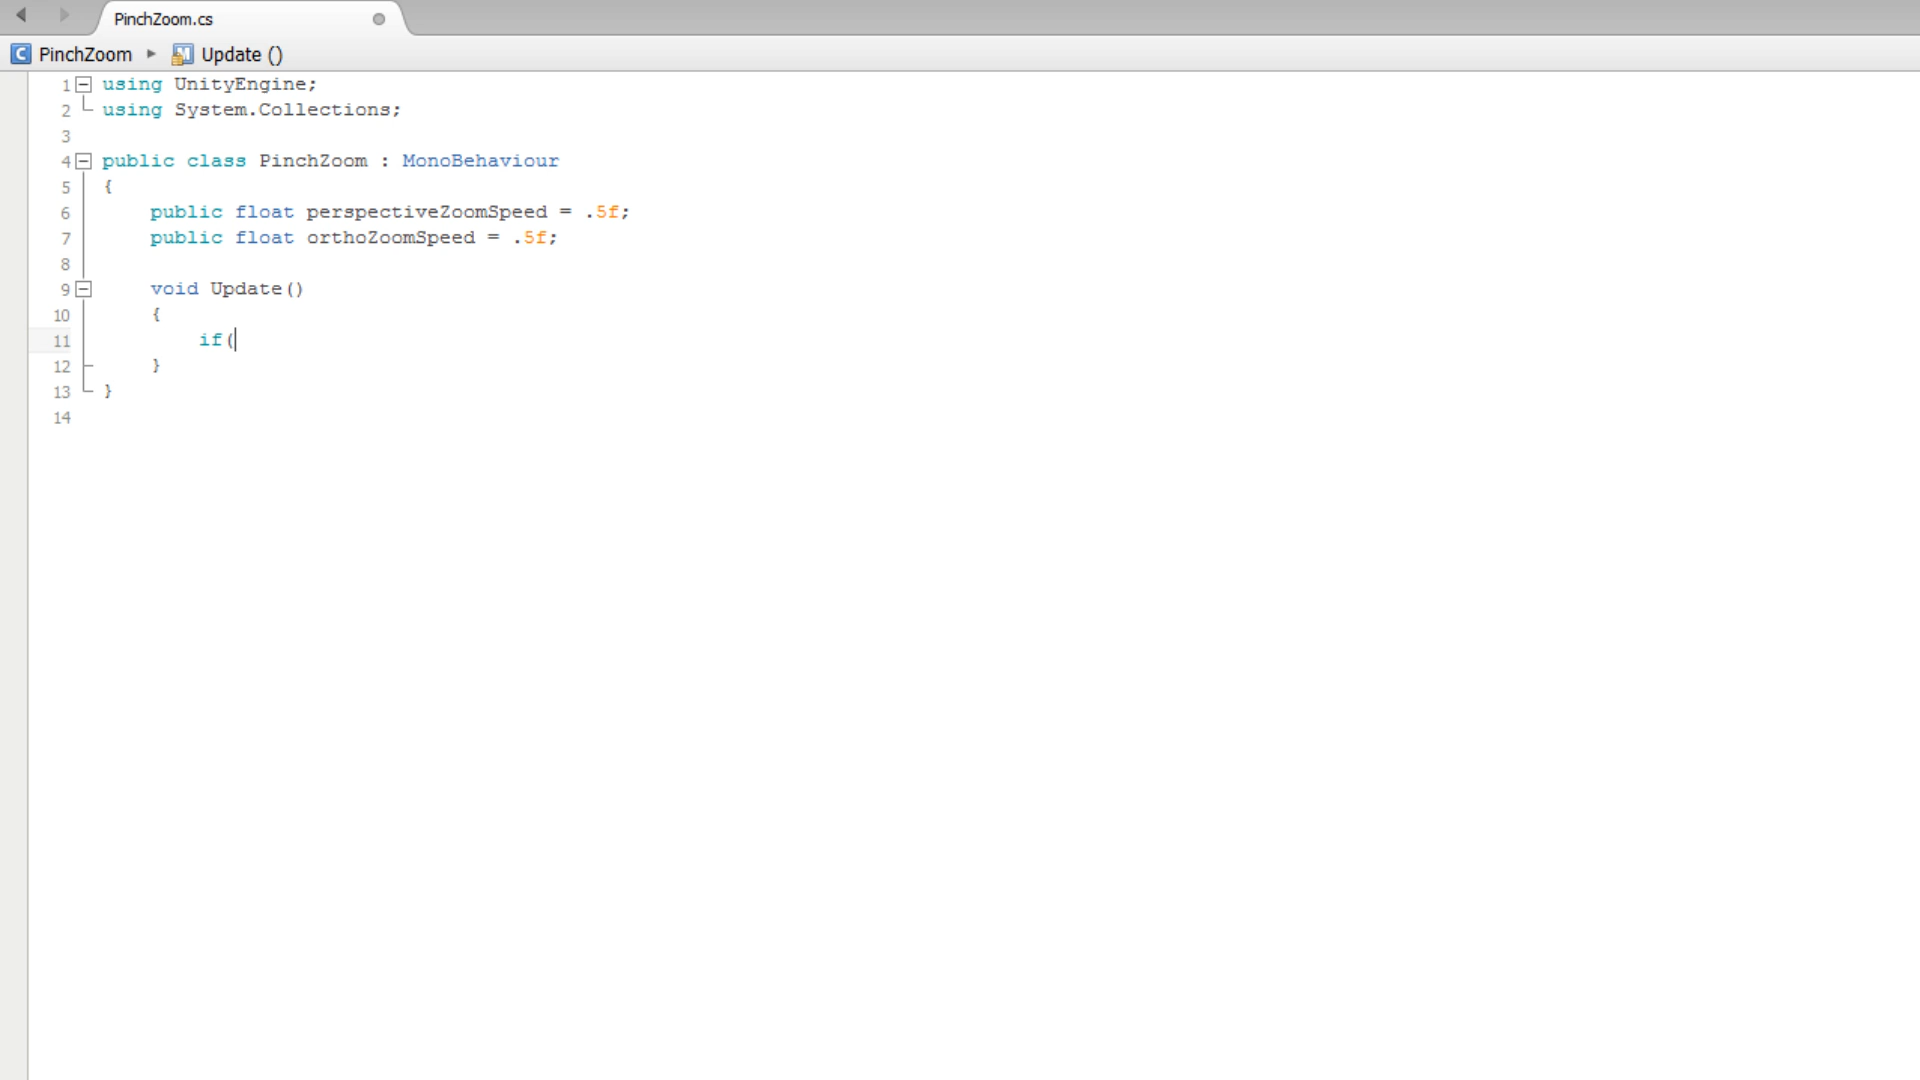 PinchZoom.cs
PinchZoom Update ()
1 using UnityEngine;
2 using System.Collections;
3
4 public class PinchZoom : MonoBehaviour
5 {
6 public float perspectiveZoomSpeed = .5f;
7 public float orthoZoomSpeed = .5f;
8
9 void Update()
10 {
11 if(
12 }
13 }
14